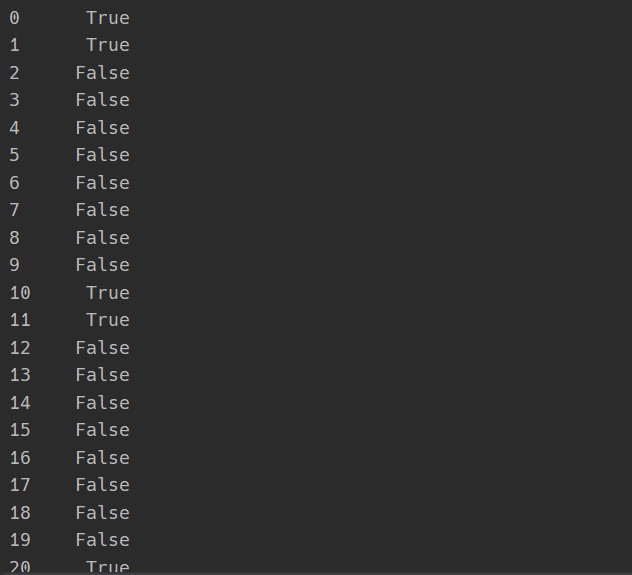 0 True
1 True
2 False
3 False
4 False
5 False
6 False
7 False
8 False
9 False
10 True
11 True
12 False
13 False
14 False
15 False
16 False
17 False
18 False
19 False
20 True